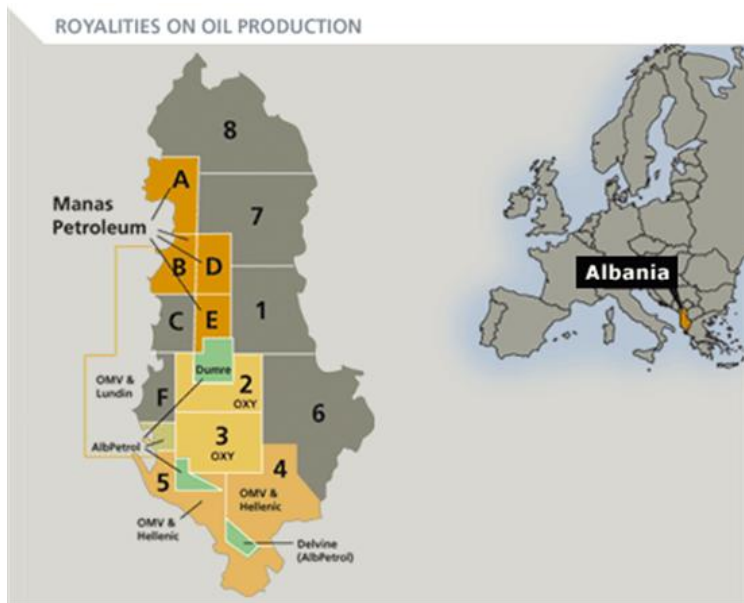 ROYALITIES ON OIL PRODUCTION
8
A
Manas
Petroleum
7
B
D
Albania
C
E
1
OMV &
Lundin
Dumre
F
2
OXY
6
AlbPetrol
3
OXY
4
5
OMV &
Hellenic
OMV &
Hellenic
Delvine
(AlbPetrol)